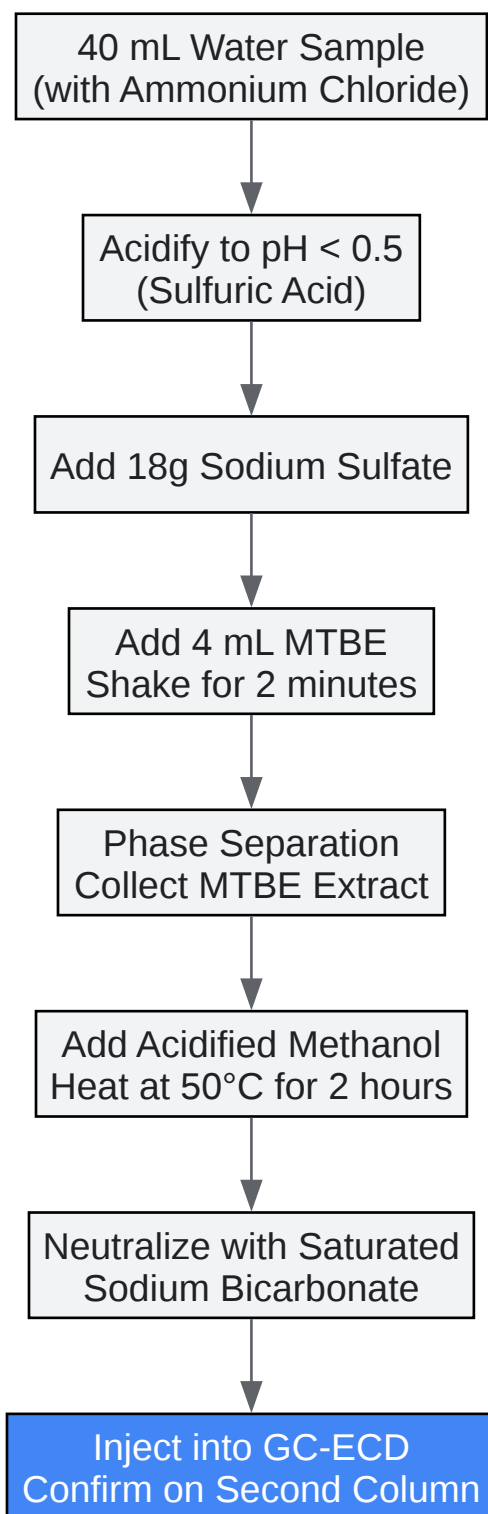 40 mL Water Sample
(with Ammonium Chloride)
Acidify to pH < 0.5
(Sulfuric Acid)
Add 18g Sodium Sulfate
Add 4 mL MTBE
Shake for 2 minutes
Phase Separation
Collect MTBE Extract
Add Acidified Methanol
Heat at 50°C for 2 hours
Neutralize with Saturated
Sodium Bicarbonate
Inject into GC-ECD
Confirm on Second Column